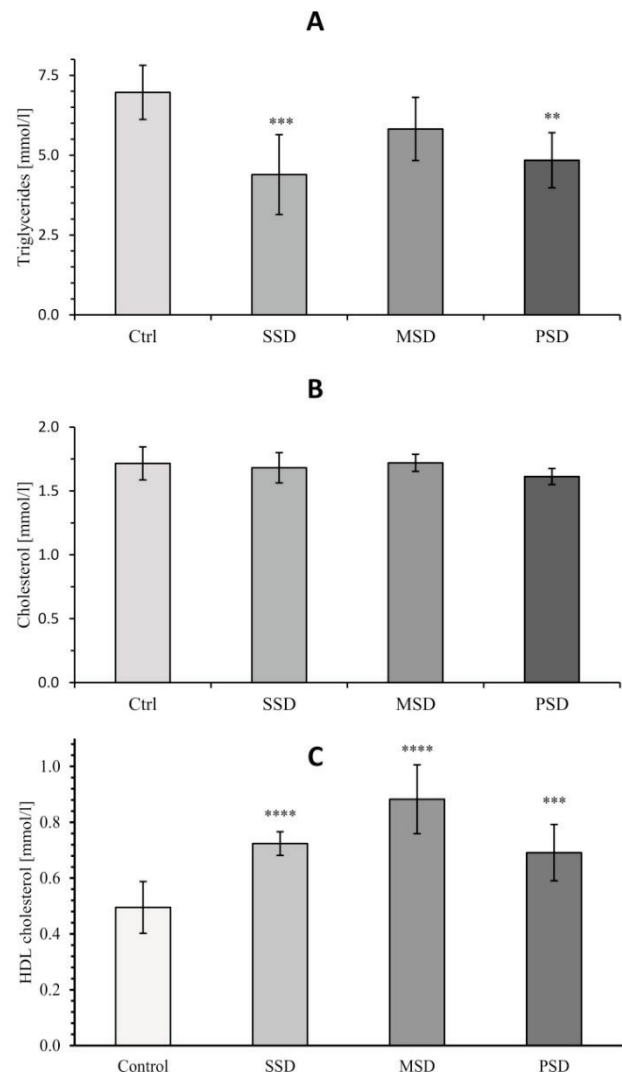 A
Triglycerides [mmol/l]
7.5
5.0
2.5
0.0
***
**
Ctrl SSD MSD PSD
B
Cholesterol [mmol/l]
2.0
1.5
1.0
0.5
0.0
Ctrl SSD MSD PSD
C
HDL cholesterol [mmol/l]
1.0
0.8
0.6
0.4
0.2
0.0
****
****
***
Control SSD MSD PSD